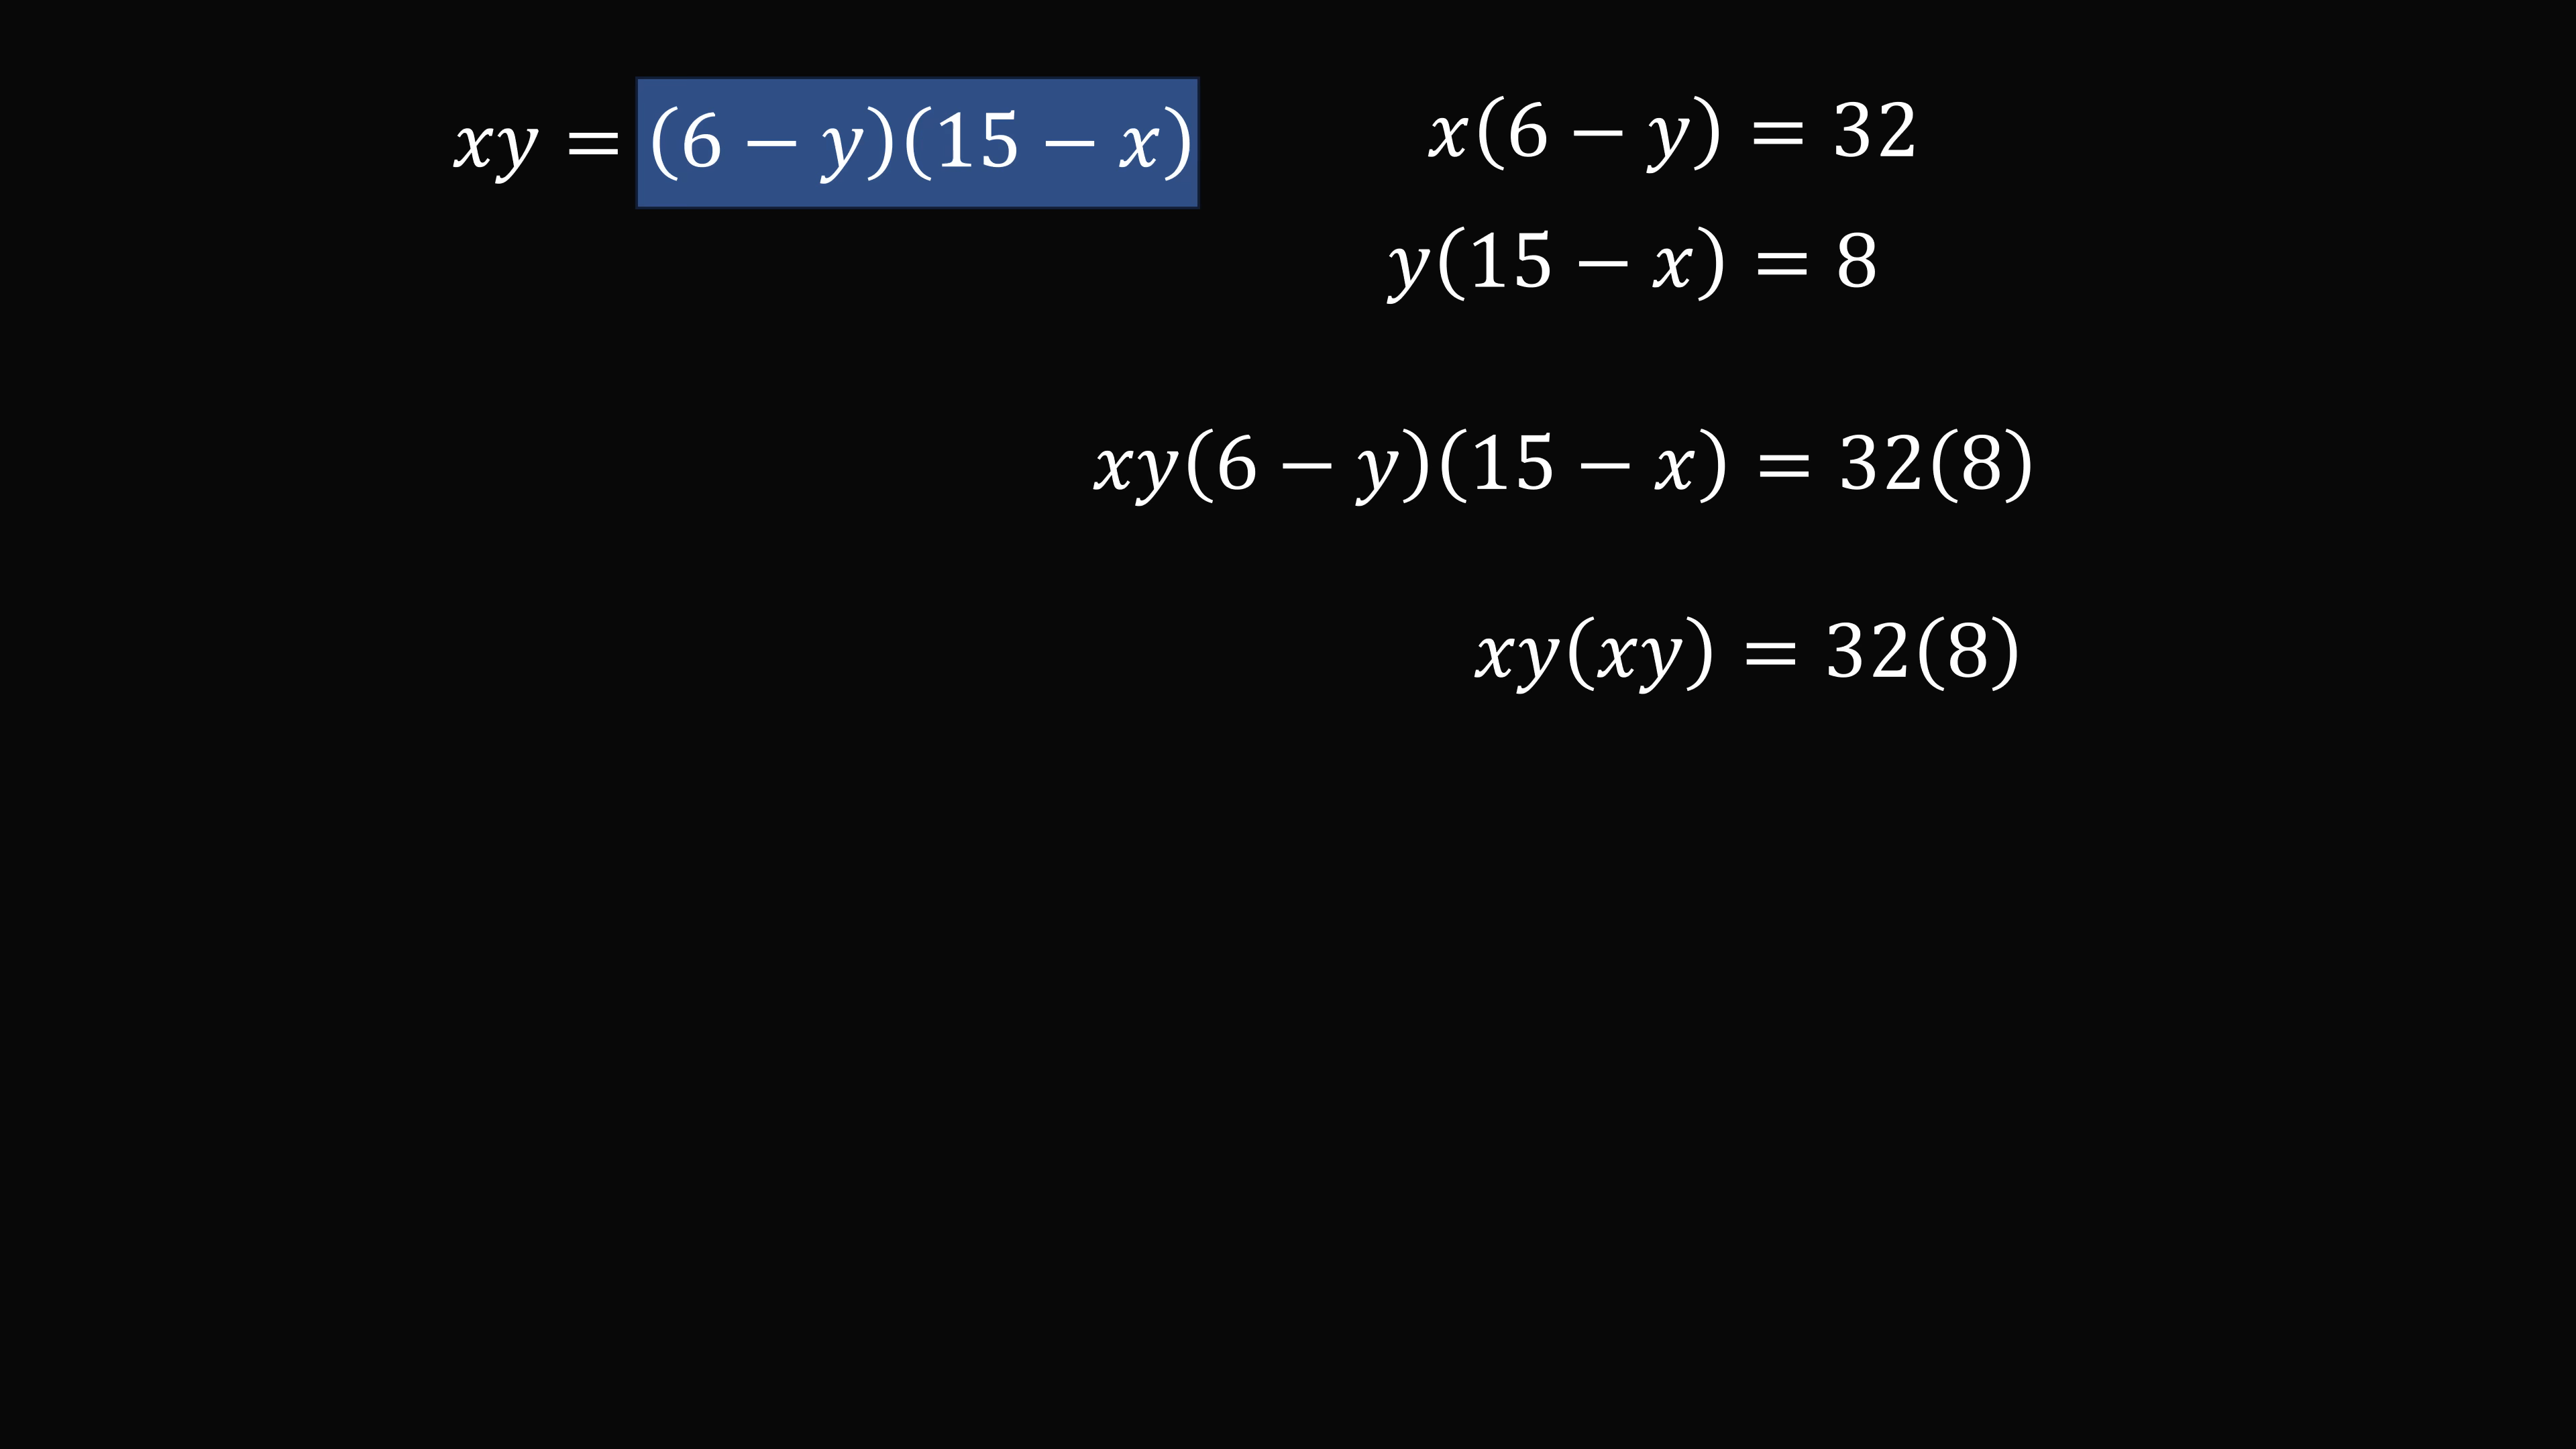 xy = (6 − y)(15 − x)
x(6 − y) = 32
y(15 − x) = 8
xy(6 − y)(15 − x) = 32(8)
xy(xy) = 32(8)